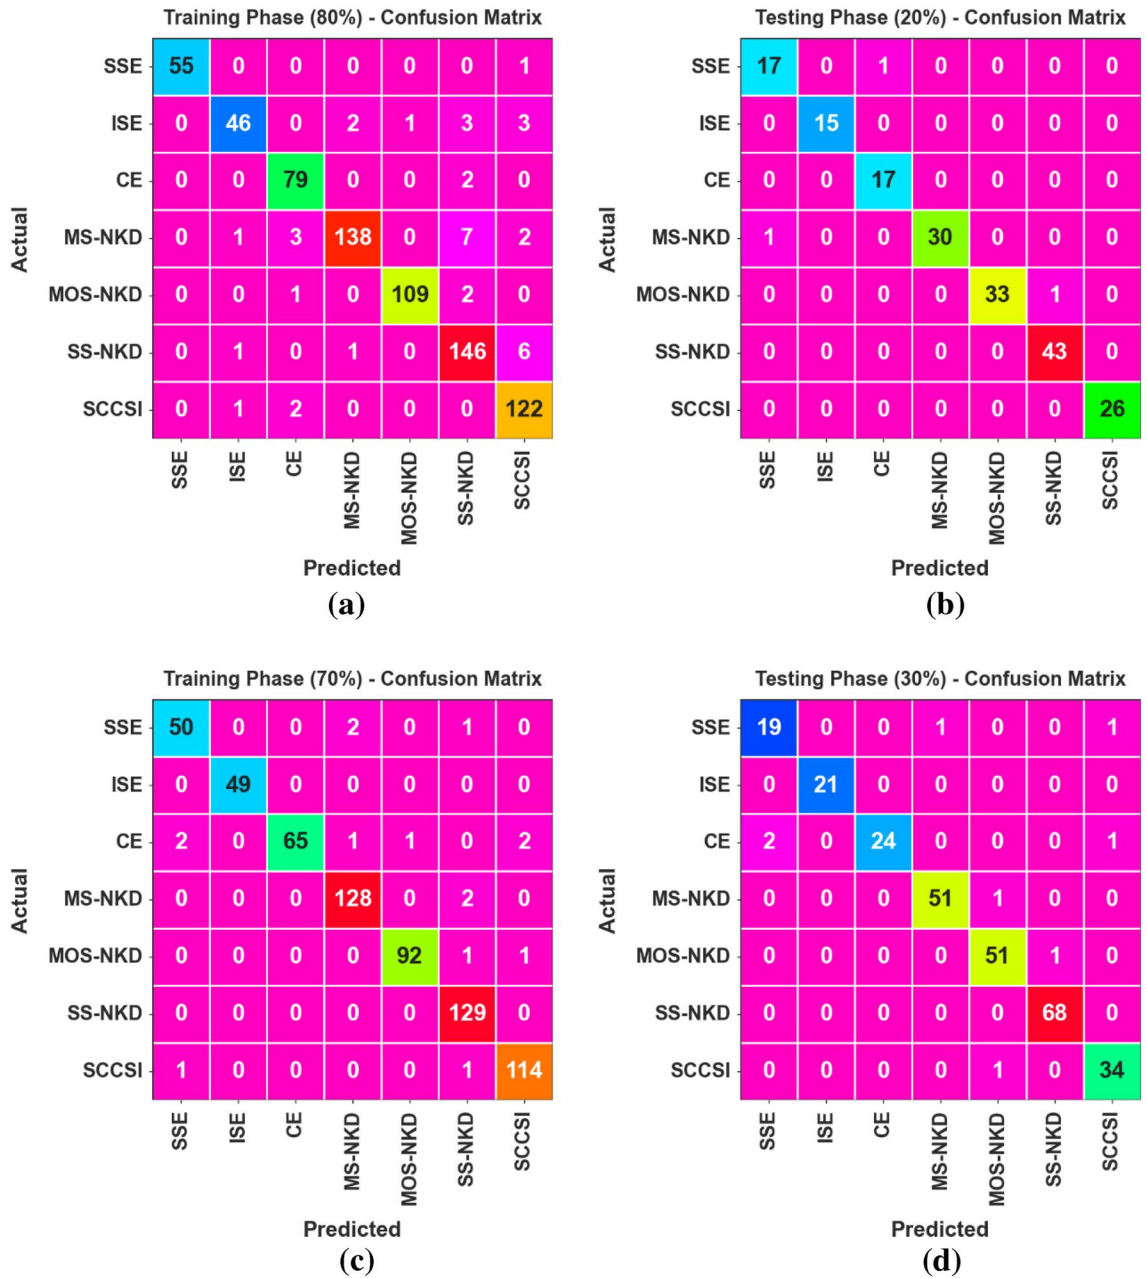 Training Phase (80%) - Confusion Matrix
SSE 55 0 0 0 0 0 1
ISE 0 46 0 2 1 3 3
CE 0 0 79 0 0 2 0
MS-NKD 0 1 3 138 0 7 2
MOS-NKD 0 0 1 0 109 2 0
SS-NKD 0 1 0 1 0 146 6
SCCSI 0 1 2 0 0 0 122
Actual
SSE ISE CE MS-NKD MOS-NKD SS-NKD SCCSI
Predicted
(a)
Testing Phase (20%) - Confusion Matrix
SSE 17 0 1 0 0 0 0
ISE 0 15 0 0 0 0 0
CE 0 0 17 0 0 0 0
MS-NKD 1 0 0 30 0 0 0
MOS-NKD 0 0 0 0 33 1 0
SS-NKD 0 0 0 0 0 43 0
SCCSI 0 0 0 0 0 0 26
Actual
SSE ISE CE MS-NKD MOS-NKD SS-NKD SCCSI
Predicted
(b)
Training Phase (70%) - Confusion Matrix
SSE 50 0 0 2 0 1 0
ISE 0 49 0 0 0 0 0
CE 2 0 65 1 1 0 2
MS-NKD 0 0 0 128 0 2 0
MOS-NKD 0 0 0 0 92 1 1
SS-NKD 0 0 0 0 0 129 0
SCCSI 1 0 0 0 0 1 114
Actual
SSE ISE CE MS-NKD MOS-NKD SS-NKD SCCSI
Predicted
(c)
Testing Phase (30%) - Confusion Matrix
SSE 19 0 0 1 0 0 1
ISE 0 21 0 0 0 0 0
CE 2 0 24 0 0 0 1
MS-NKD 0 0 0 51 1 0 0
MOS-NKD 0 0 0 0 51 1 0
SS-NKD 0 0 0 0 0 68 0
SCCSI 0 0 0 0 1 0 34
Actual
SSE ISE CE MS-NKD MOS-NKD SS-NKD SCCSI
Predicted
(d)